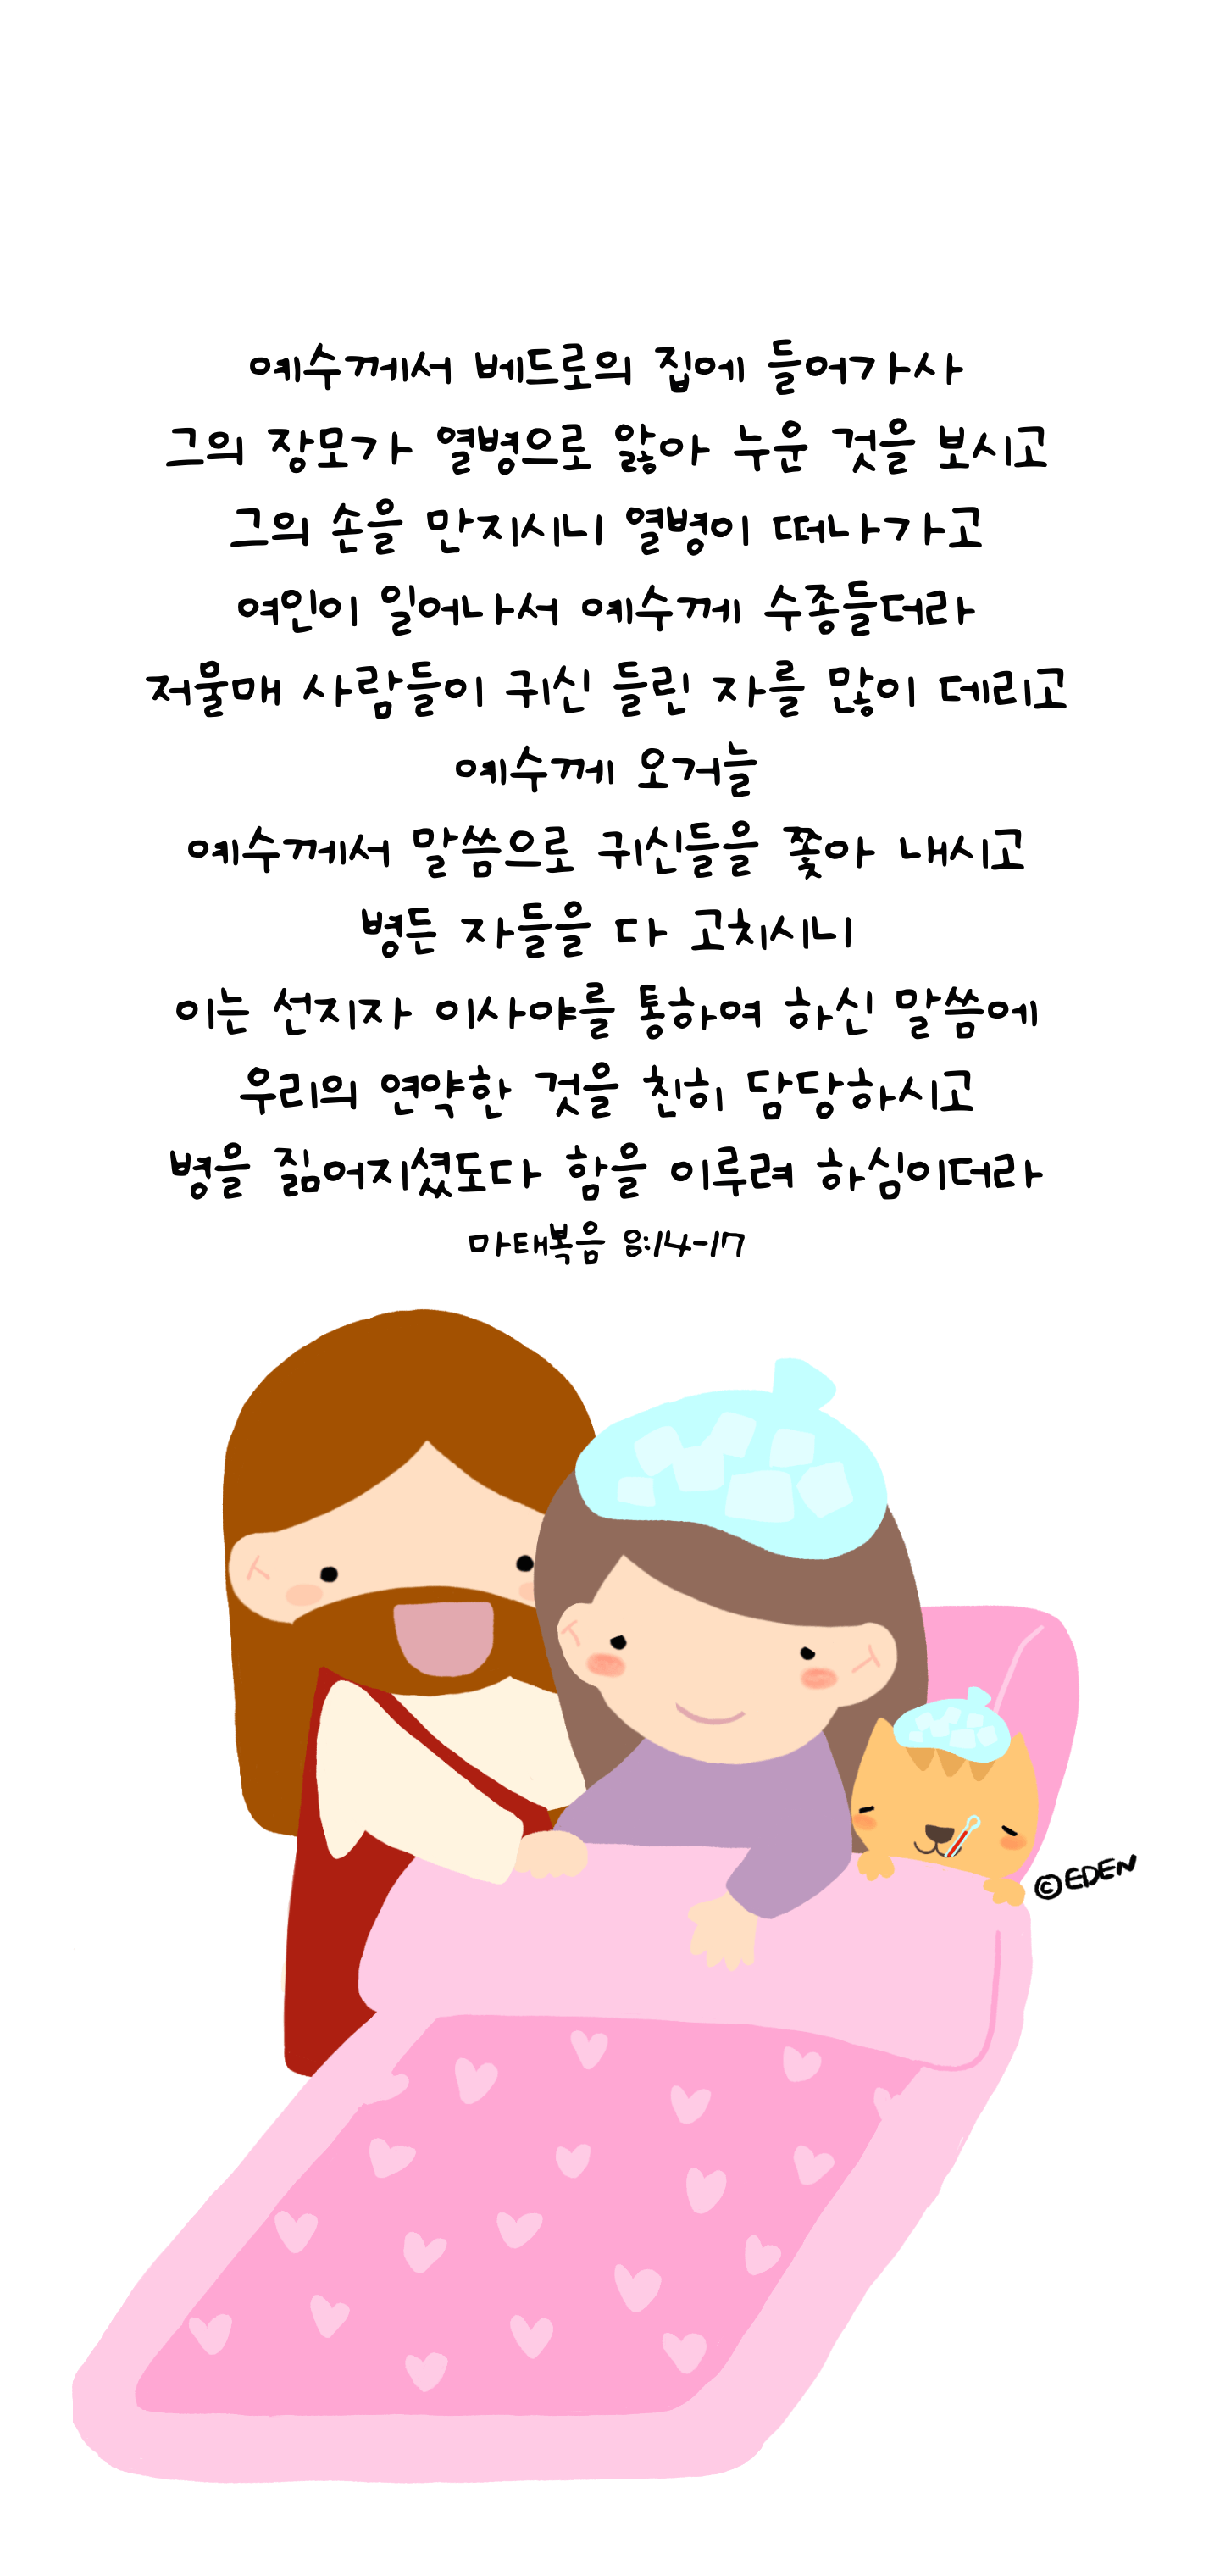 예수께서 베드로의 집에 들어가사
그의 장모가 열병으로 앓아 누운 것을 보시고
그의 손을 만지시니 열병이 떠나가고
여인이 일어나서 예수께 수종들더라
저물매 사람들이 귀신 들린 자를 많이 데리고
예수께 오거늘
예수께서 말씀으로 귀신들을 쫓아 내시고
병든 자들을 다 고치시니
이는 선지자 이사야를 통하여 하신 말씀에
우리의 연약한 것을 친히 담당하시고
병을 짊어지셨도다 함을 이루려 하심이더라
마태복음 8:14-17
©EDEN